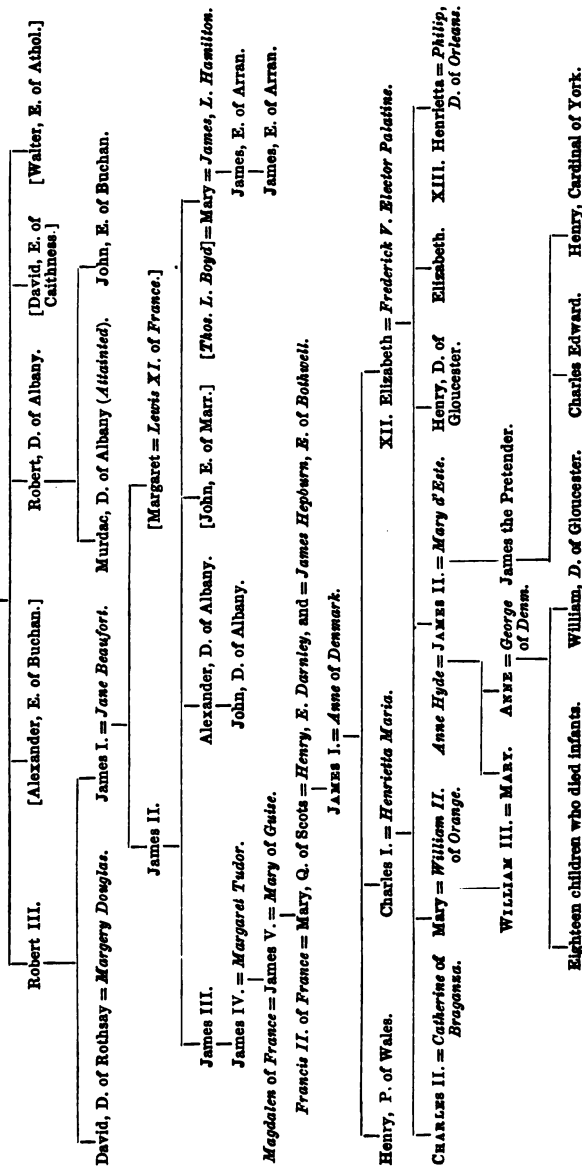 Robert III. [Alexander, E. of Buchan.] Robert, D. of Albany. [David, E. of Caithness.] [Walter, E. of Athol.]
David, D. of Rothsay = Margery Douglas. James I. = Jane Beaufort. Murdac, D. of Albany (Attainted). John, E. of Buchan.
James II. [Margaret = Lewis XI. of France.]
James III. Alexander, D. of Albany. [John, E. of Marr.] [Thos. L. Boyd] = Mary = James, L. Hamilton.
James IV. = Margaret Tudor. John, D. of Albany. James, E. of Arran.
Magdalen of France = James V. = Mary of Guise. James, E. of Arran.
Francis II. of France = Mary, Q. of Scots = Henry, E. Darnley, and = James Hepburn, E. of Bothwell.
JAMES I. = Anne of Denmark.
Henry, P. of Wales. Charles I. = Henrietta Maria. XII. Elizabeth = Frederick V. Elector Palatine.
CHARLES II. = Catherine of Braganza. Mary = William II. of Orange. Anne Hyde = JAMES II. = Mary d'Este. Henry, D. of Gloucester. Elizabeth. XIII. Henrietta = Philip, D. of Orleans.
WILLIAM III. = MARY. ANNE = George of Denm. James the Pretender.
Eighteen children who died infants. William, D. of Gloucester. Charles Edward. Henry, Cardinal of York.